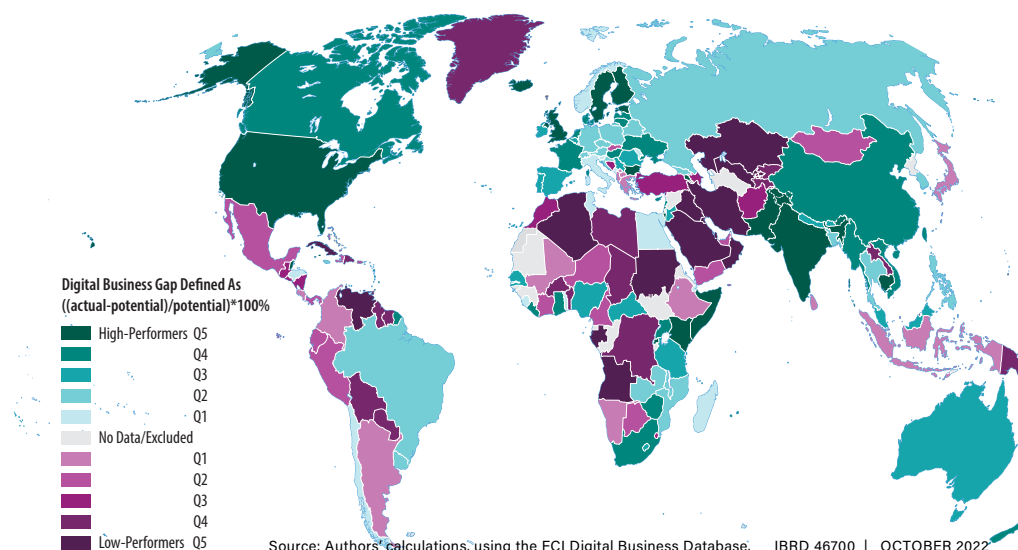 Digital Business Gap Defined As
((actual-potential)/potential)*100%
High-Performers Q5
Q4
Q3
Q2
Q1
No Data/Excluded
Q1
Q2
Q3
Q4
Low-Performers Q5
Source: Authors' calculations, using the FCI Digital Business Database. IBRD 46700 | OCTOBER 2022